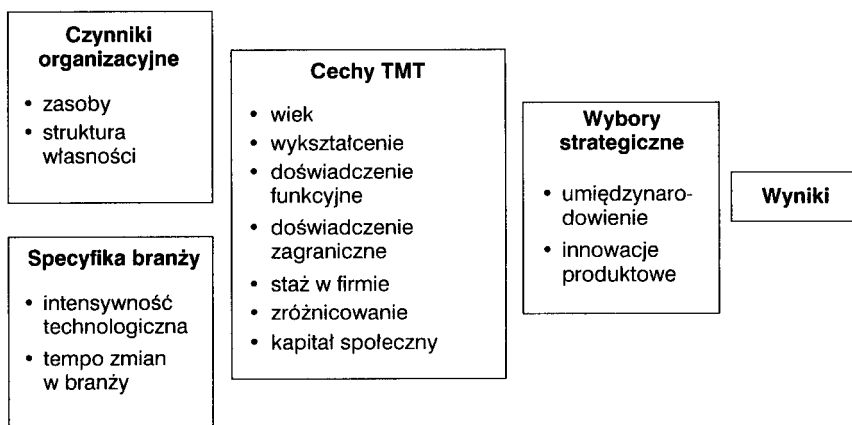 Czynniki
organizacyjne
• zasoby
• struktura
własności
Specyfika branży
• intensywność
technologiczna
• tempo zmian
w branży
Cechy TMT
• wiek
• wykształcenie
• doświadczenie
funkcyjne
• doświadczenie
zagraniczne
• staż w firmie
• zróżnicowanie
• kapitał społeczny
Wybory
strategiczne
• umiędzynaro-
dowienie
• innowacje
produktowe
Wyniki